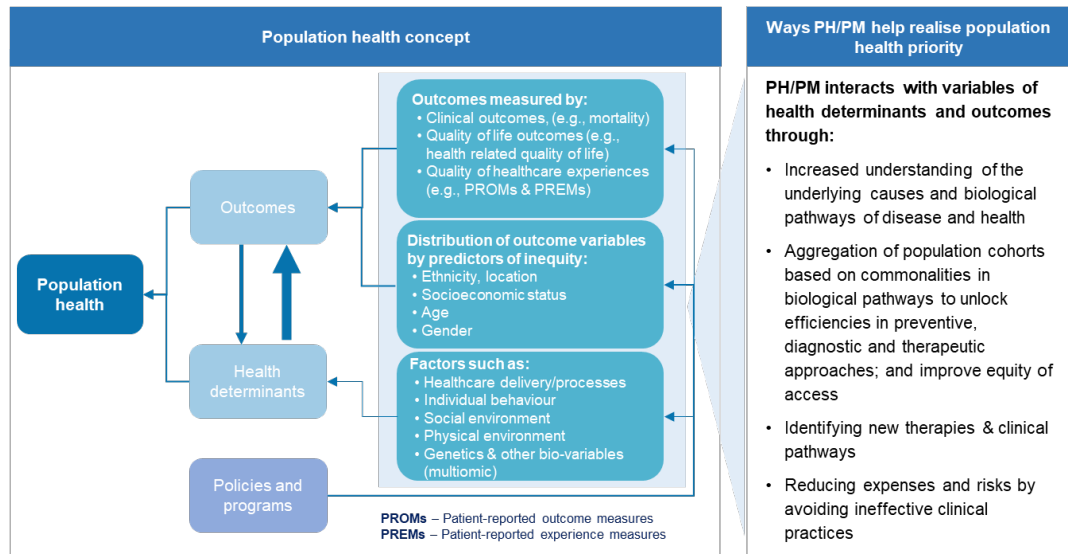 Population health concept
Outcomes measured by:
• Clinical outcomes, (e.g., mortality)
• Quality of life outcomes (e.g.,
health related quality of life)
• Quality of healthcare experiences
(e.g., PROMs & PREMs)
Outcomes
Distribution of outcome variables
by predictors of inequity:
• Ethnicity, location
• Socioeconomic status
• Age
• Gender
Population
health
Health
determinants
Factors such as:
• Healthcare delivery/processes
• Individual behaviour
• Social environment
• Physical environment
• Genetics & other bio-variables
(multiomic)
Policies and
programs
PROMs – Patient-reported outcome measures
PREMs – Patient-reported experience measures
Ways PH/PM help realise population
health priority
PH/PM interacts with variables of
health determinants and outcomes
through:
• Increased understanding of the
underlying causes and biological
pathways of disease and health
• Aggregation of population cohorts
based on commonalities in
biological pathways to unlock
efficiencies in preventive,
diagnostic and therapeutic
approaches; and improve equity of
access
• Identifying new therapies & clinical
pathways
• Reducing expenses and risks by
avoiding ineffective clinical
practices